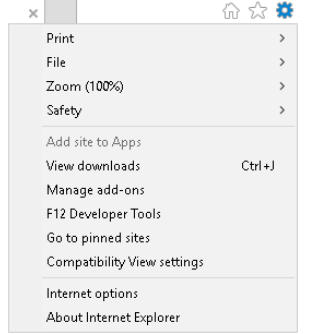 Print
File
Zoom (100%)
Safety
Add site to Apps
View downloads Ctrl+J
Manage add-ons
F12 Developer Tools
Go to pinned sites
Compatibility View settings
Internet options
About Internet Explorer